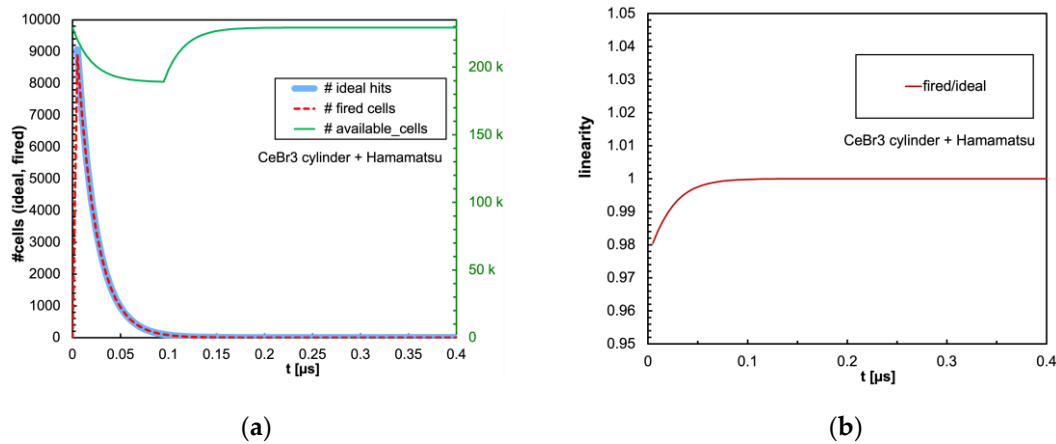 10000
9000
8000
7000
6000
5000
4000
3000
2000
1000
0
#cells (ideal, fired)
200 k
150 k
100 k
50 k
0
# ideal hits
# fired cells
# available_cells
CeBr3 cylinder + Hamamatsu
0 0.05 0.1 0.15 0.2 0.25 0.3 0.35 0.4
t [µs]
(a)
1.05
1.04
1.03
1.02
1.01
1
0.99
0.98
0.97
0.96
0.95
linearity
fired/ideal
CeBr3 cylinder + Hamamatsu
0 0.1 0.2 0.3 0.4
t [µs]
(b)